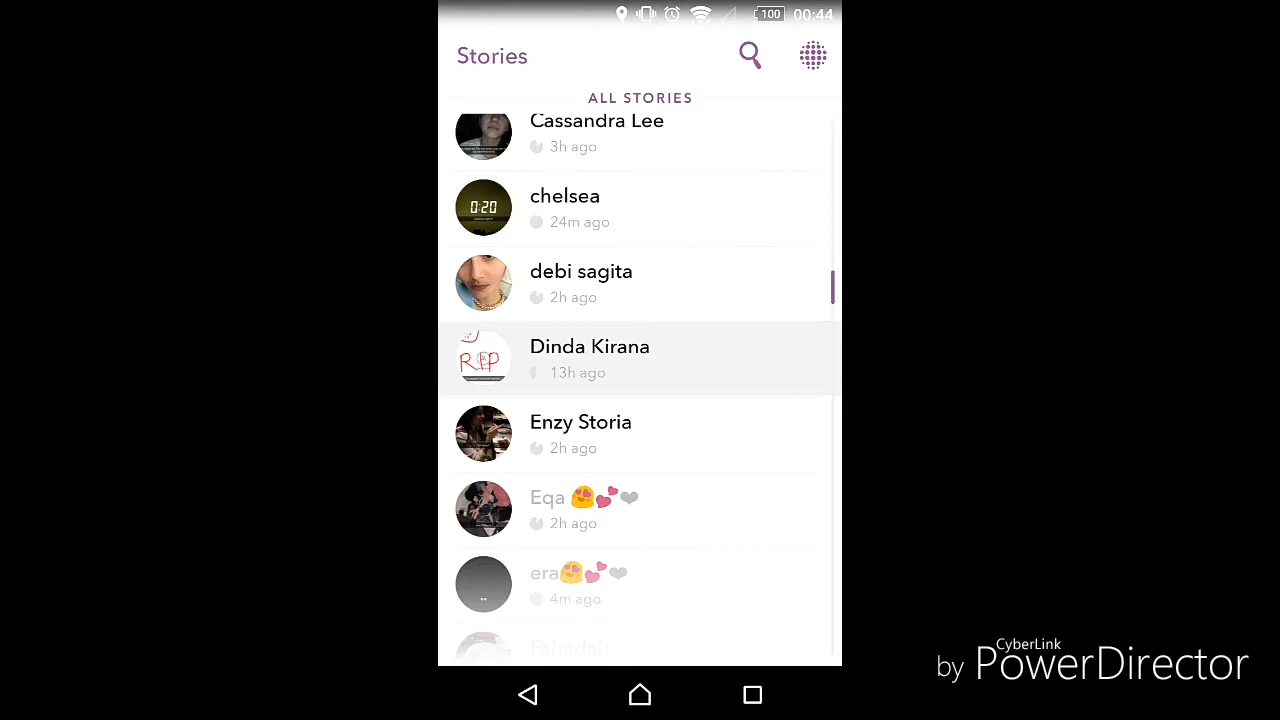 100 00:44
Stories
ALL STORIES
Cassandra Lee
3h ago
chelsea
0:20
24m ago
debi sagita
2h ago
Dinda Kirana
RIP
13h ago
Enzy Storia
2h ago
Eqa 😍💕❤
2h ago
era😍💕❤
4m ago
Fahadah
CyberLink
by PowerDirector